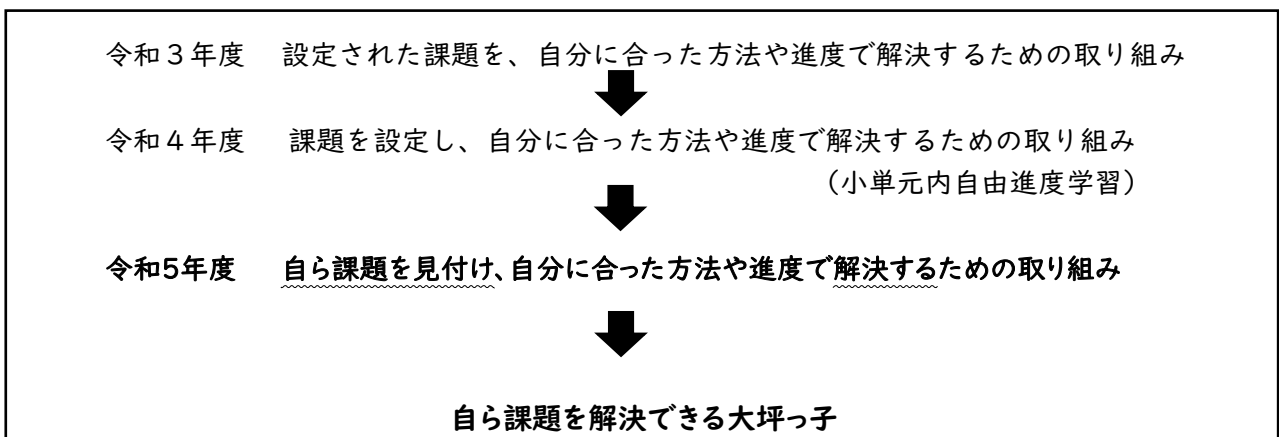 令和３年度　設定された課題を、自分に合った方法や進度で解決するための取り組み
令和４年度　課題を設定し、自分に合った方法や進度で解決するための取り組み
（小単元内自由進度学習）
令和5年度　自ら課題を見付け、自分に合った方法や進度で解決するための取り組み
自ら課題を解決できる大坪っ子